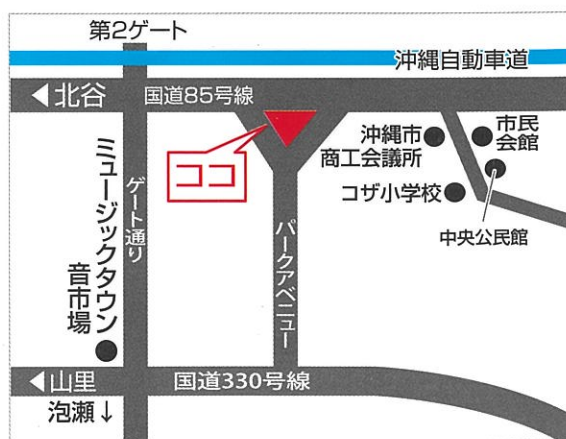 第2ゲート
沖縄自動車道
◀北谷
国道85号線
ココ
沖縄市
商工会議所
市民
会館
コザ小学校
中央公民館
ゲート通り
パークアベニュー
ミュージックタウン
音市場
◀山里
国道330号線
泡瀬↓